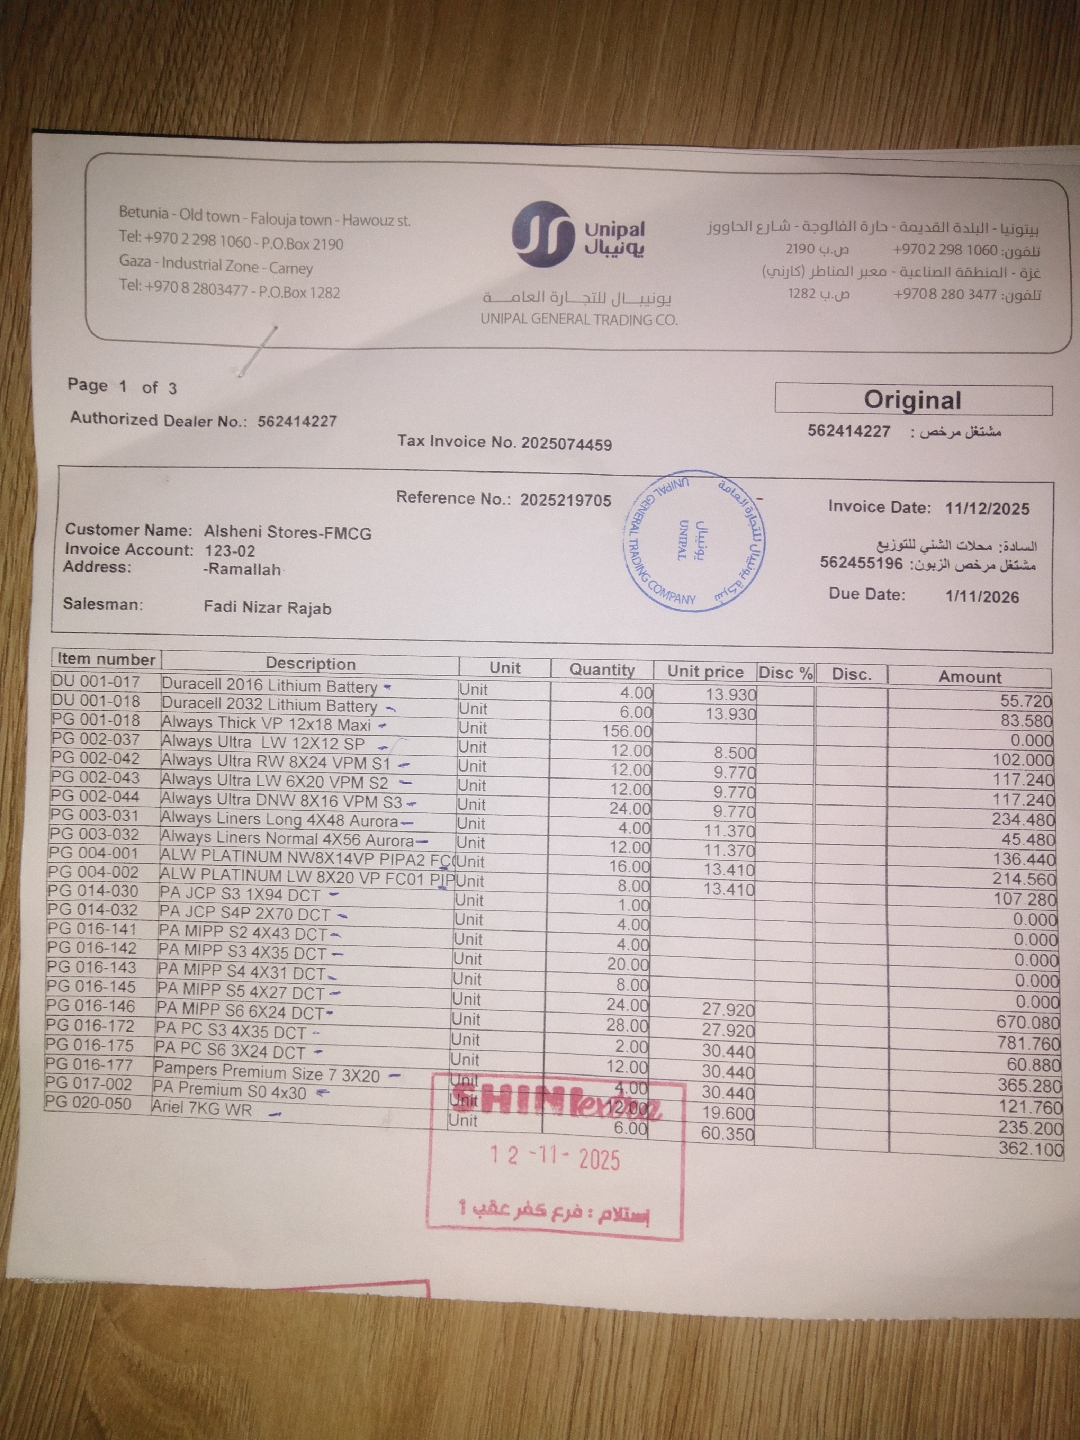 Betunia - Old town - Falouja town - Hawouz st.
Tel: +970 2 298 1060 - P.O.Box 2190
Gaza - Industrial Zone - Carney
Tel: +970 8 2803477 - P.O.Box 1282
Unipal
يونيبال
يونيبـــال للتجـــارة العامـــة
UNIPAL GENERAL TRADING CO.
بيتونيا - البلدة القديمة - حارة الفالوجة - شارع الحاووز
تلفون: 1060 298 2 970+ ص.ب 2190
غزة - المنطقة الصناعية - معبر المناطر (كارني)
تلفون: 3477 280 8 970+ ص.ب 1282
Page 1 of 3
Original
Authorized Dealer No.: 562414227
مشتغل مرخص : 562414227
Tax Invoice No. 2025074459
Reference No.: 2025219705
Invoice Date: 11/12/2025
Customer Name: Alsheni Stores-FMCG
السادة: محلات الشني للتوزيع
Invoice Account: 123-02
مشتغل مرخص الزبون: 562455196
Address: -Ramallah
Due Date: 1/11/2026
Salesman: Fadi Nizar Rajab
UNIPAL GENERAL TRADING COMPANY
شركة يونيبال للتجارة العامة
يونيبال
UNIPAL
Item number Description Unit Quantity Unit price Disc % Disc. Amount
DU 001-017 Duracell 2016 Lithium Battery Unit 4.00 13.930 55.720
DU 001-018 Duracell 2032 Lithium Battery Unit 6.00 13.930 83.580
PG 001-018 Always Thick VP 12x18 Maxi Unit 156.00 0.000
PG 002-037 Always Ultra LW 12X12 SP Unit 12.00 8.500 102.000
PG 002-042 Always Ultra RW 8X24 VPM S1 Unit 12.00 9.770 117.240
PG 002-043 Always Ultra LW 6X20 VPM S2 Unit 12.00 9.770 117.240
PG 002-044 Always Ultra DNW 8X16 VPM S3 Unit 24.00 9.770 234.480
PG 003-031 Always Liners Long 4X48 Aurora Unit 4.00 11.370 45.480
PG 003-032 Always Liners Normal 4X56 Aurora Unit 12.00 11.370 136.440
PG 004-001 ALW PLATINUM NW8X14VP PIPA2 FC Unit 16.00 13.410 214.560
PG 004-002 ALW PLATINUM LW 8X20 VP FC01 PIP Unit 8.00 13.410 107.280
PG 014-030 PA JCP S3 1X94 DCT Unit 1.00 0.000
PG 014-032 PA JCP S4P 2X70 DCT Unit 4.00 0.000
PG 016-141 PA MIPP S2 4X43 DCT Unit 4.00 0.000
PG 016-142 PA MIPP S3 4X35 DCT Unit 20.00 0.000
PG 016-143 PA MIPP S4 4X31 DCT Unit 8.00 0.000
PG 016-145 PA MIPP S5 4X27 DCT Unit 24.00 27.920 670.080
PG 016-146 PA MIPP S6 6X24 DCT Unit 28.00 27.920 781.760
PG 016-172 PA PC S3 4X35 DCT Unit 2.00 30.440 60.880
PG 016-175 PA PC S6 3X24 DCT Unit 12.00 30.440 365.280
PG 016-177 Pampers Premium Size 7 3X20 Unit 4.00 30.440 121.760
PG 017-002 PA Premium S0 4x30 Unit 12.00 19.600 235.200
PG 020-050 Ariel 7KG WR Unit 6.00 60.350 362.100
SHINI extra
12-11-2025
إستلام : فرع كفر عقب 1